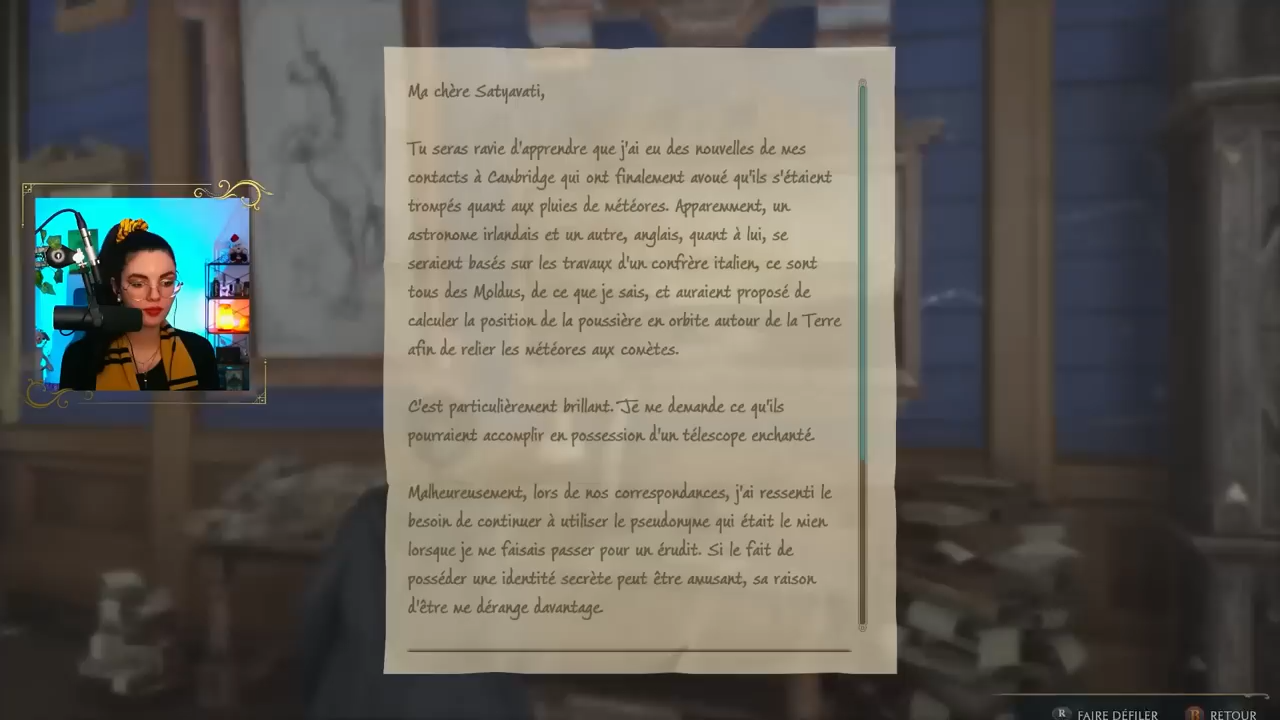 Ma chère Satyavati,
Tu seras ravie d'apprendre que j'ai eu des nouvelles de mes
contacts à Cambridge qui ont finalement avoué qu'ils s'étaient
trompés quant aux pluies de météores. Apparemment, un
astronome irlandais et un autre, anglais, quant à lui, se
seraient basés sur les travaux d'un confrère italien, ce sont
tous des Moldus, de ce que je sais, et auraient proposé de
calculer la position de la poussière en orbite autour de la Terre
afin de relier les météores aux comètes.
C'est particulièrement brillant. Je me demande ce qu'ils
pourraient accomplir en possession d'un télescope enchanté.
Malheureusement, lors de nos correspondances, j'ai ressenti le
besoin de continuer à utiliser le pseudonyme qui était le mien
lorsque je me faisais passer pour un érudit. Si le fait de
posséder une identité secrète peut être amusant, sa raison
d'être me dérange davantage.
R FAIRE DÉFILER B RETOUR